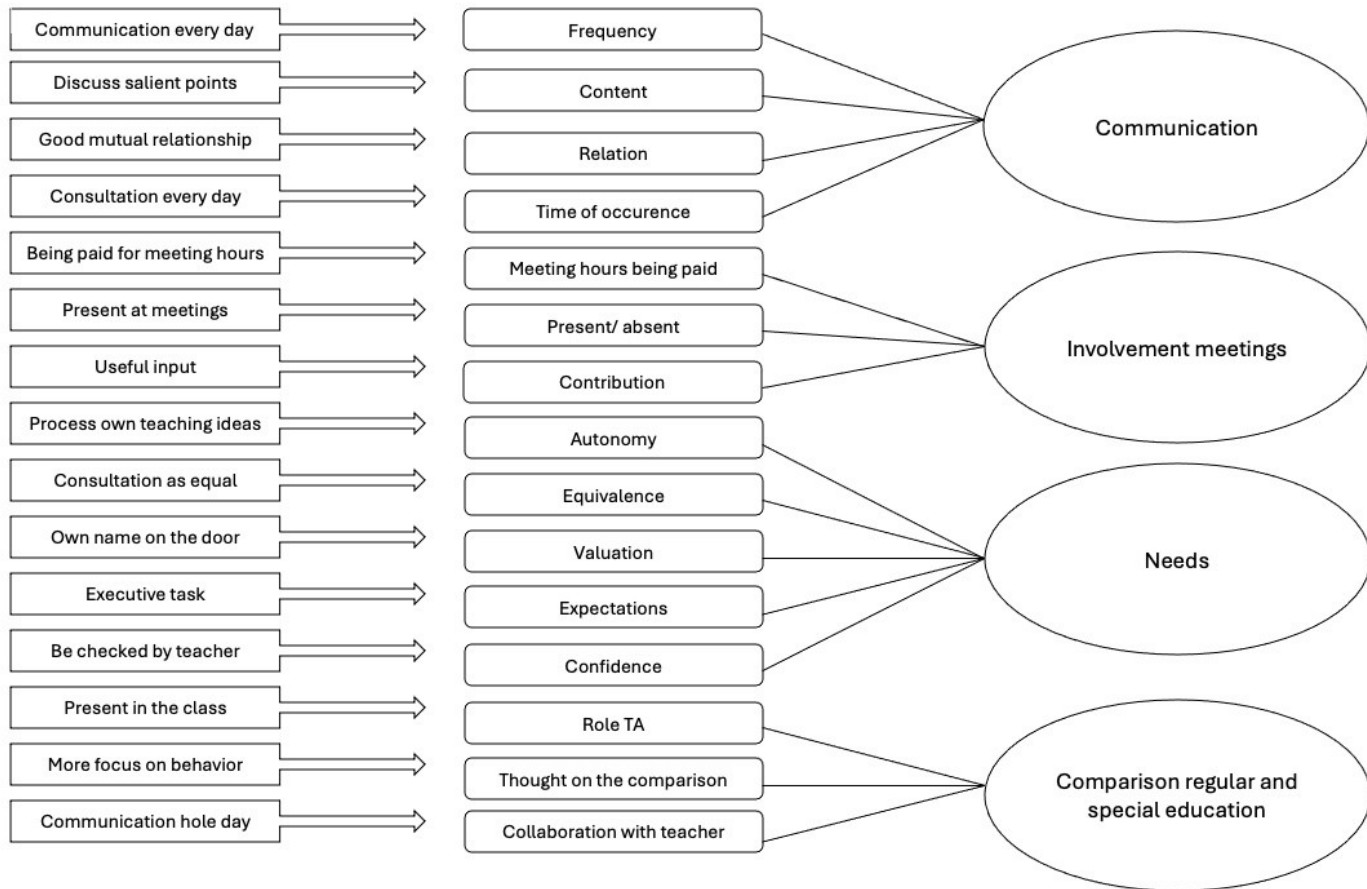 Communication every day
Discuss salient points
Good mutual relationship
Consultation every day
Being paid for meeting hours
Present at meetings
Useful input
Process own teaching ideas
Consultation as equal
Own name on the door
Executive task
Be checked by teacher
Present in the class
More focus on behavior
Communication hole day
Frequency
Content
Relation
Time of occurence
Meeting hours being paid
Present/ absent
Contribution
Autonomy
Equivalence
Valuation
Expectations
Confidence
Role TA
Thought on the comparison
Collaboration with teacher
Communication
Involvement meetings
Needs
Comparison regular and
special education